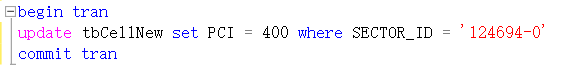 begin tran
update tbCellNew set PCI = 400 where SECTOR_ID = '124694-0'
commit tran